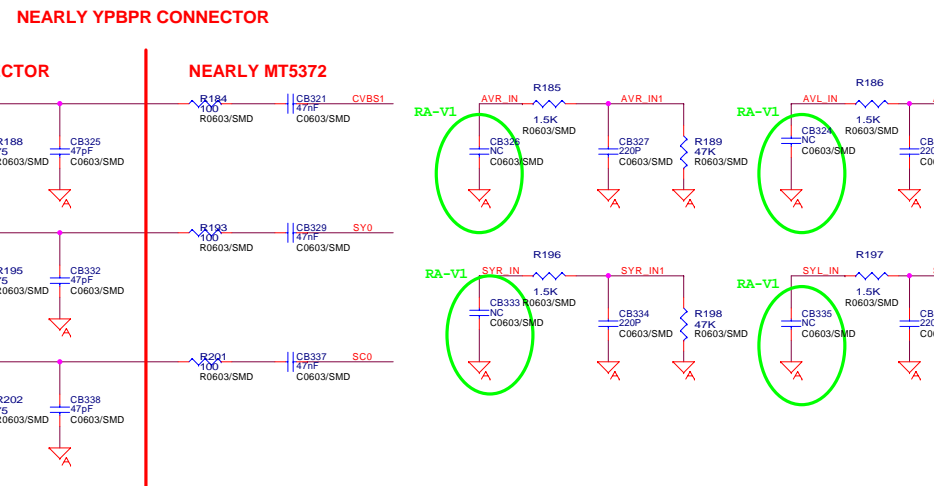 NEARLY YPBPR CONNECTOR
CTOR
NEARLY MT5372
R184
100
R0603/SMD
CB321
47nF
C0603/SMD
CVBS1
R188
75
R0603/SMD
CB325
47pF
C0603/SMD
RA-V1
AVR_IN
R185
1.5K
R0603/SMD
AVR_IN1
CB326
NC
C0603/SMD
CB327
220P
C0603/SMD
R189
47K
R0603/SMD
RA-V1
AVL_IN
R186
1.5K
R0603/SMD
CB324
NC
C0603/SMD
CB
220
C0
A
A
A
A
A
R193
100
R0603/SMD
CB329
47nF
C0603/SMD
SY0
R195
75
R0603/SMD
CB332
47pF
C0603/SMD
A
RA-V1
SYR_IN
R196
1.5K
R0603/SMD
SYR_IN1
CB333
NC
C0603/SMD
CB334
220P
C0603/SMD
R198
47K
R0603/SMD
RA-V1
SYL_IN
R197
1.5K
R0603/SMD
CB335
NC
C0603/SMD
CB
220
C0
A
A
A
A
A
R201
100
R0603/SMD
CB337
47nF
C0603/SMD
SC0
R202
75
R0603/SMD
CB338
47pF
C0603/SMD
A